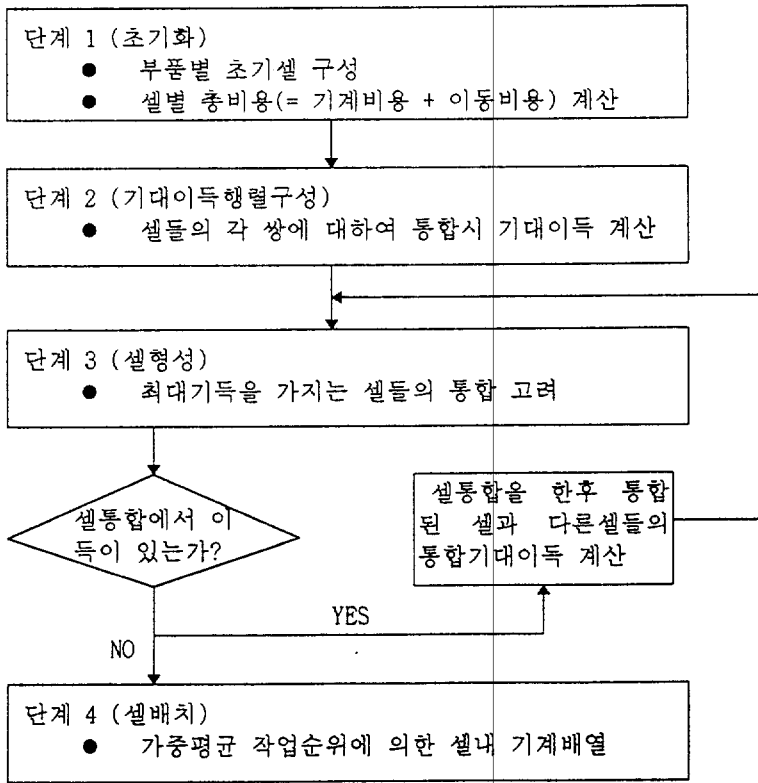 단계 1 (초기화)
● 부품별 초기셀 구성
● 셀별 총비용(= 기계비용 + 이동비용) 계산
단계 2 (기대이득행렬구성)
● 셀들의 각 쌍에 대하여 통합시 기대이득 계산
단계 3 (셀형성)
● 최대기득을 가지는 셀들의 통합 고려
셀통합에서 이
득이 있는가?
셀통합을 한후 통합
된 셀과 다른셀들의
통합기대이득 계산
YES
NO
단계 4 (셀배치)
● 가중평균 작업순위에 의한 셀내 기계배열